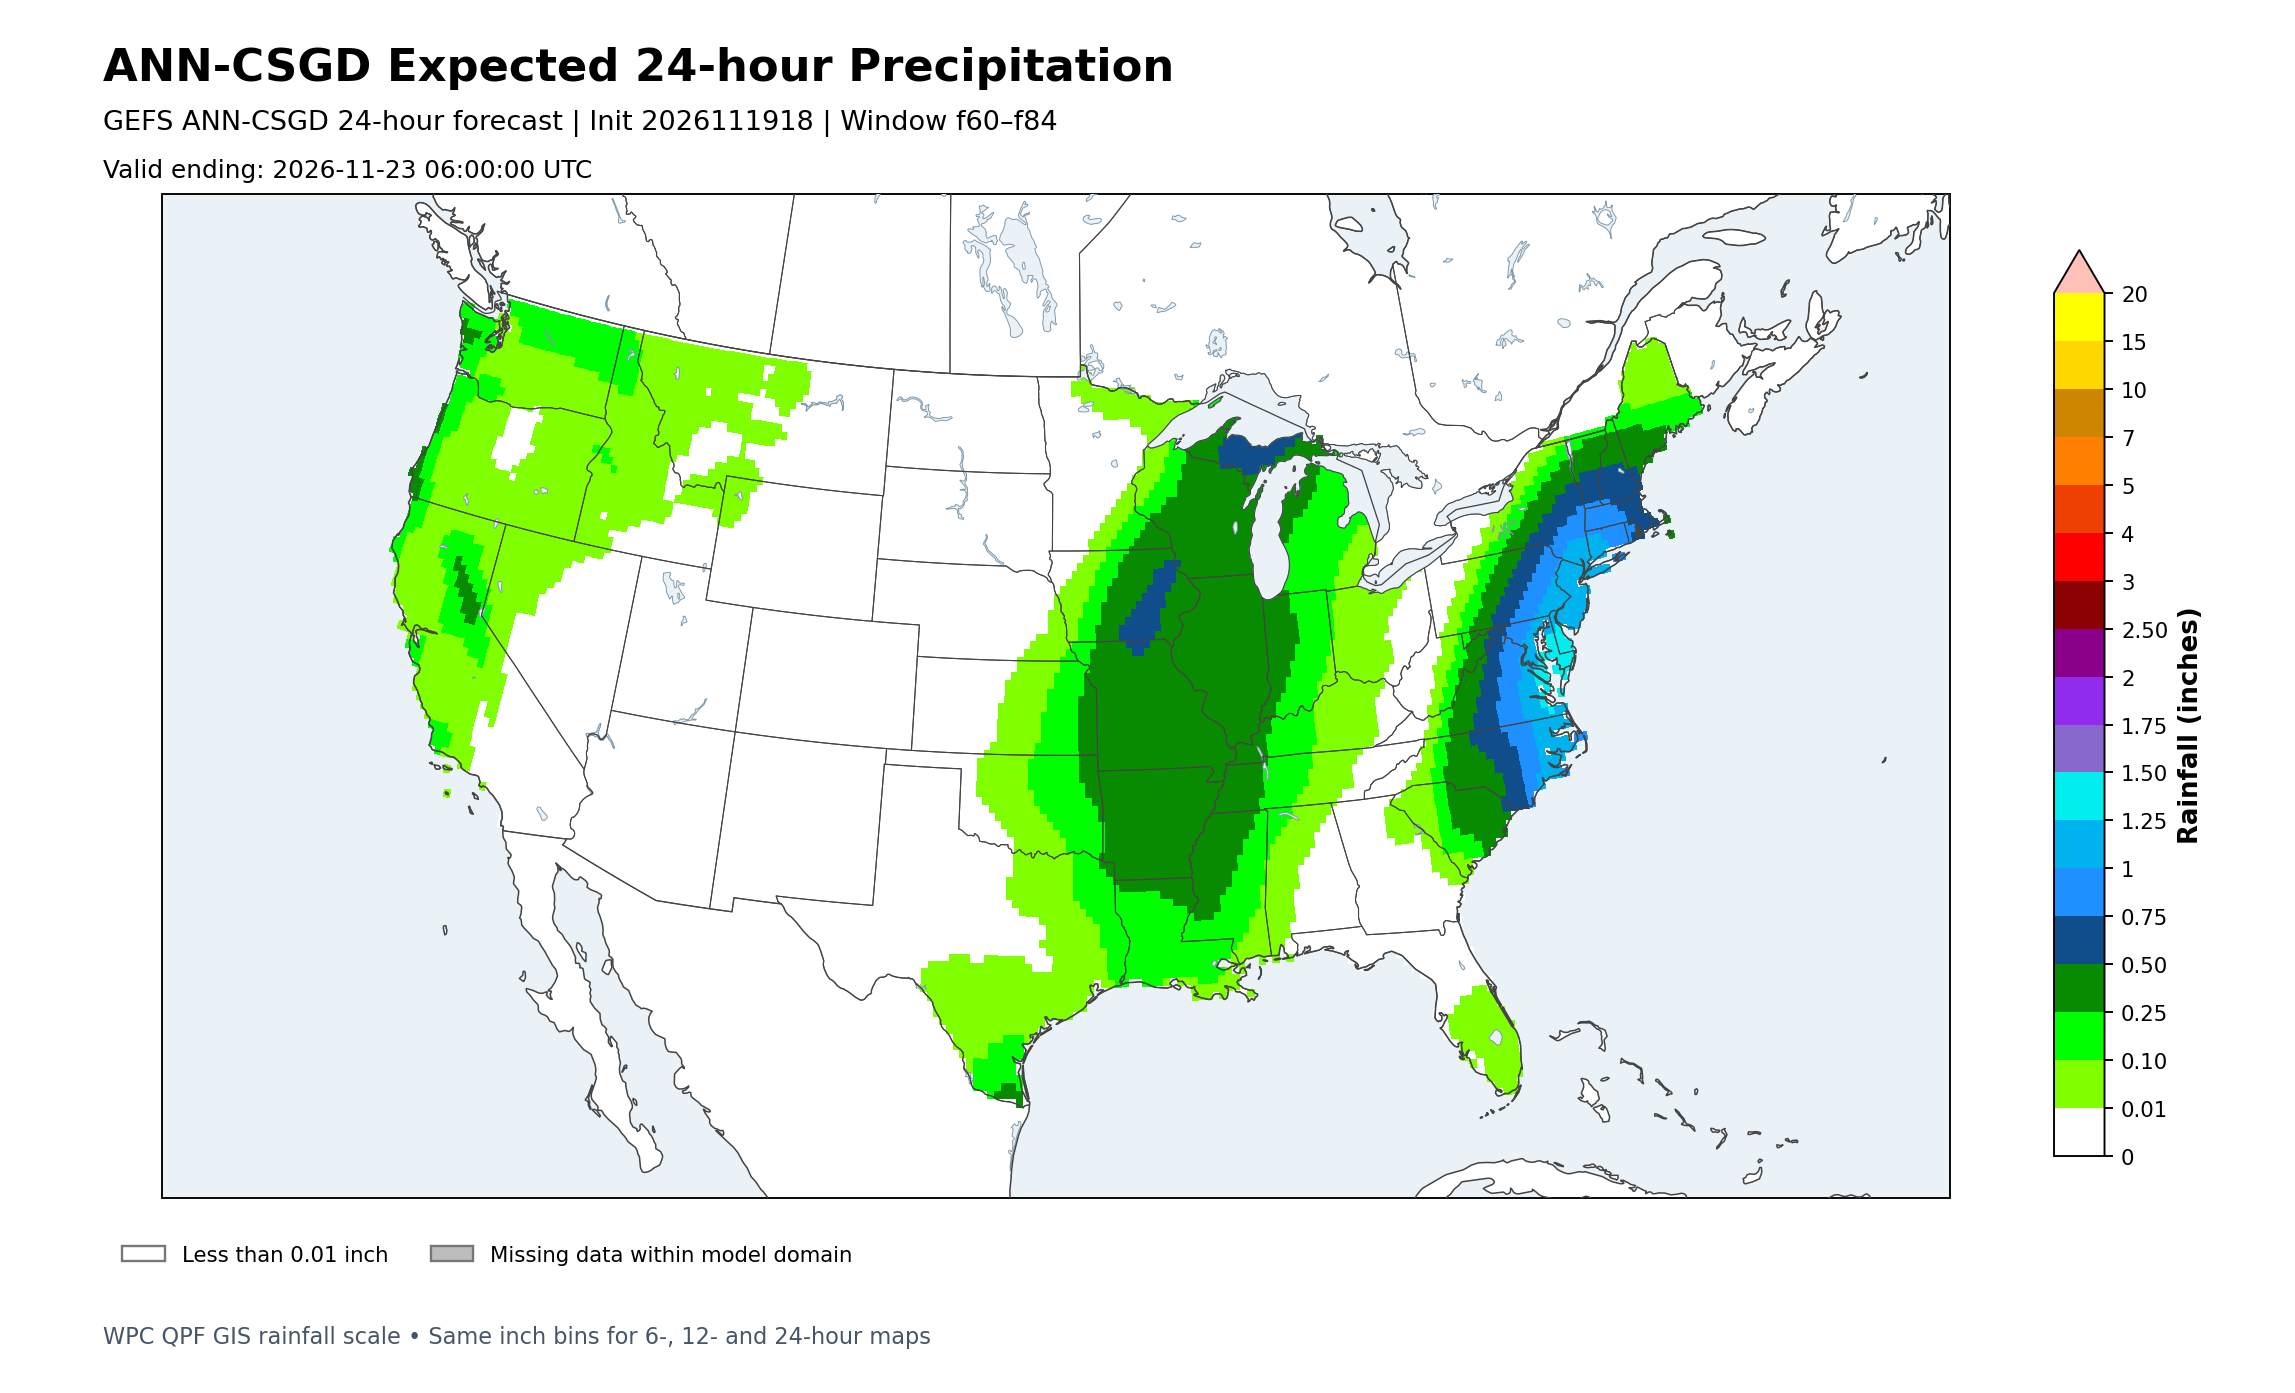 ANN-CSGD Expected 24-hour Precipitation
GEFS ANN-CSGD 24-hour forecast | Init 2026111918 | Window f60–f84
Valid ending: 2026-11-23 06:00:00 UTC
20
15
10
7
5
4
3
2.50
2
1.75
1.50
1.25
1
0.75
0.50
0.25
0.10
0.01
0
Rainfall (inches)
Less than 0.01 inch
Missing data within model domain
WPC QPF GIS rainfall scale • Same inch bins for 6-, 12- and 24-hour maps